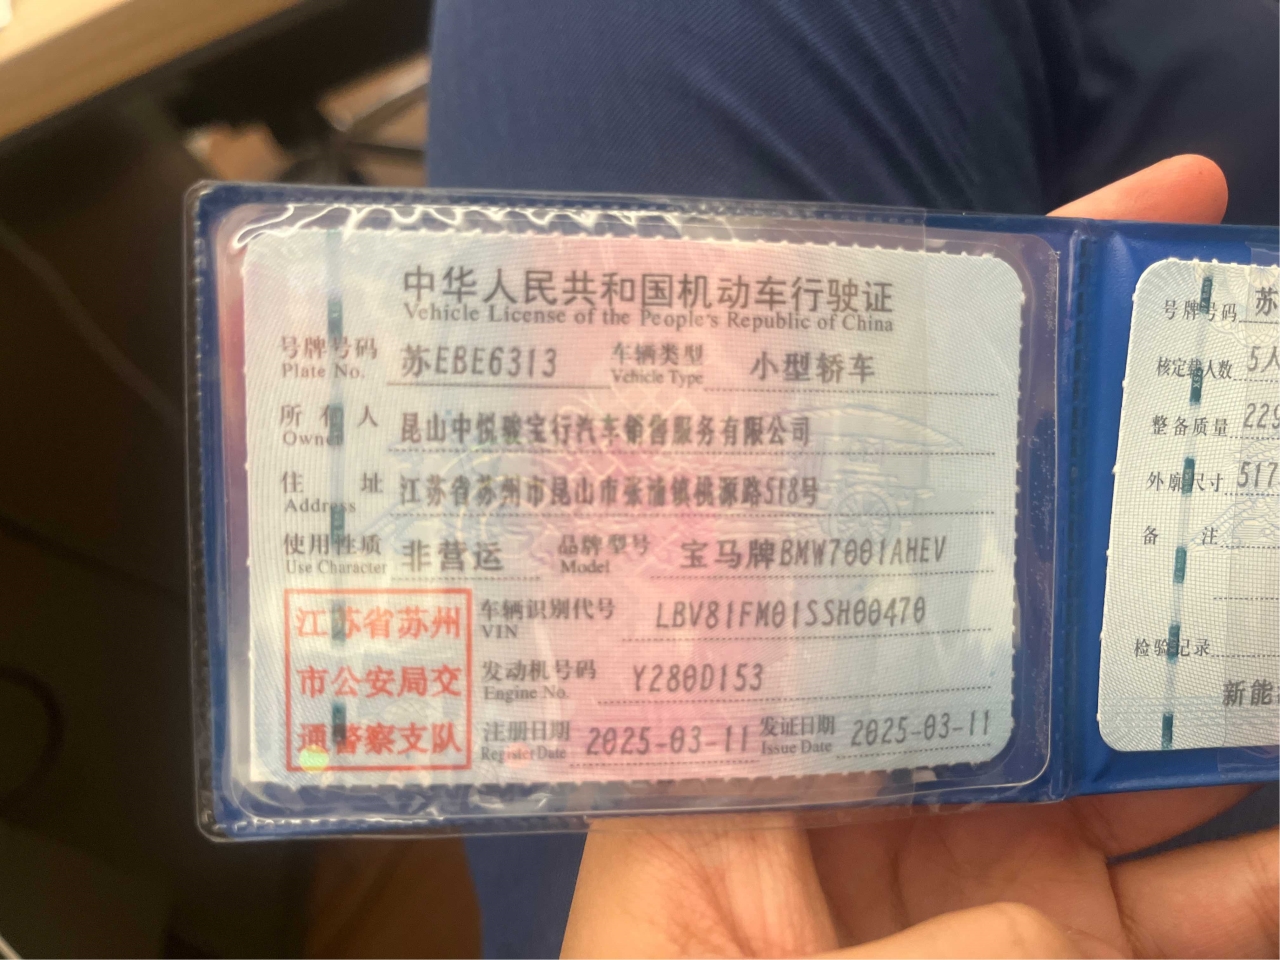 中华人民共和国机动车行驶证
Vehicle License of the People's Republic of China
号牌号码 苏EBE6313 车辆类型 小型轿车
Plate No. Vehicle Type
所有人 昆山中悦骏宝行汽车销售服务有限公司
Owner
住址 江苏省苏州市昆山市张浦镇桃源路518号
Address
使用性质 非营运 品牌型号 宝马牌BMW7001AHEV
Use Character Model
江苏省苏州
市公安局交
通警察支队
车辆识别代号 LBV81FM01SSH00470
VIN
发动机号码 Y280D153
Engine No.
注册日期 2025-03-11 发证日期 2025-03-11
Register Date Issue Date
号牌号码 苏
核定载人数 5人
整备质量 229
外廓尺寸 517
备注
检验记录
新能